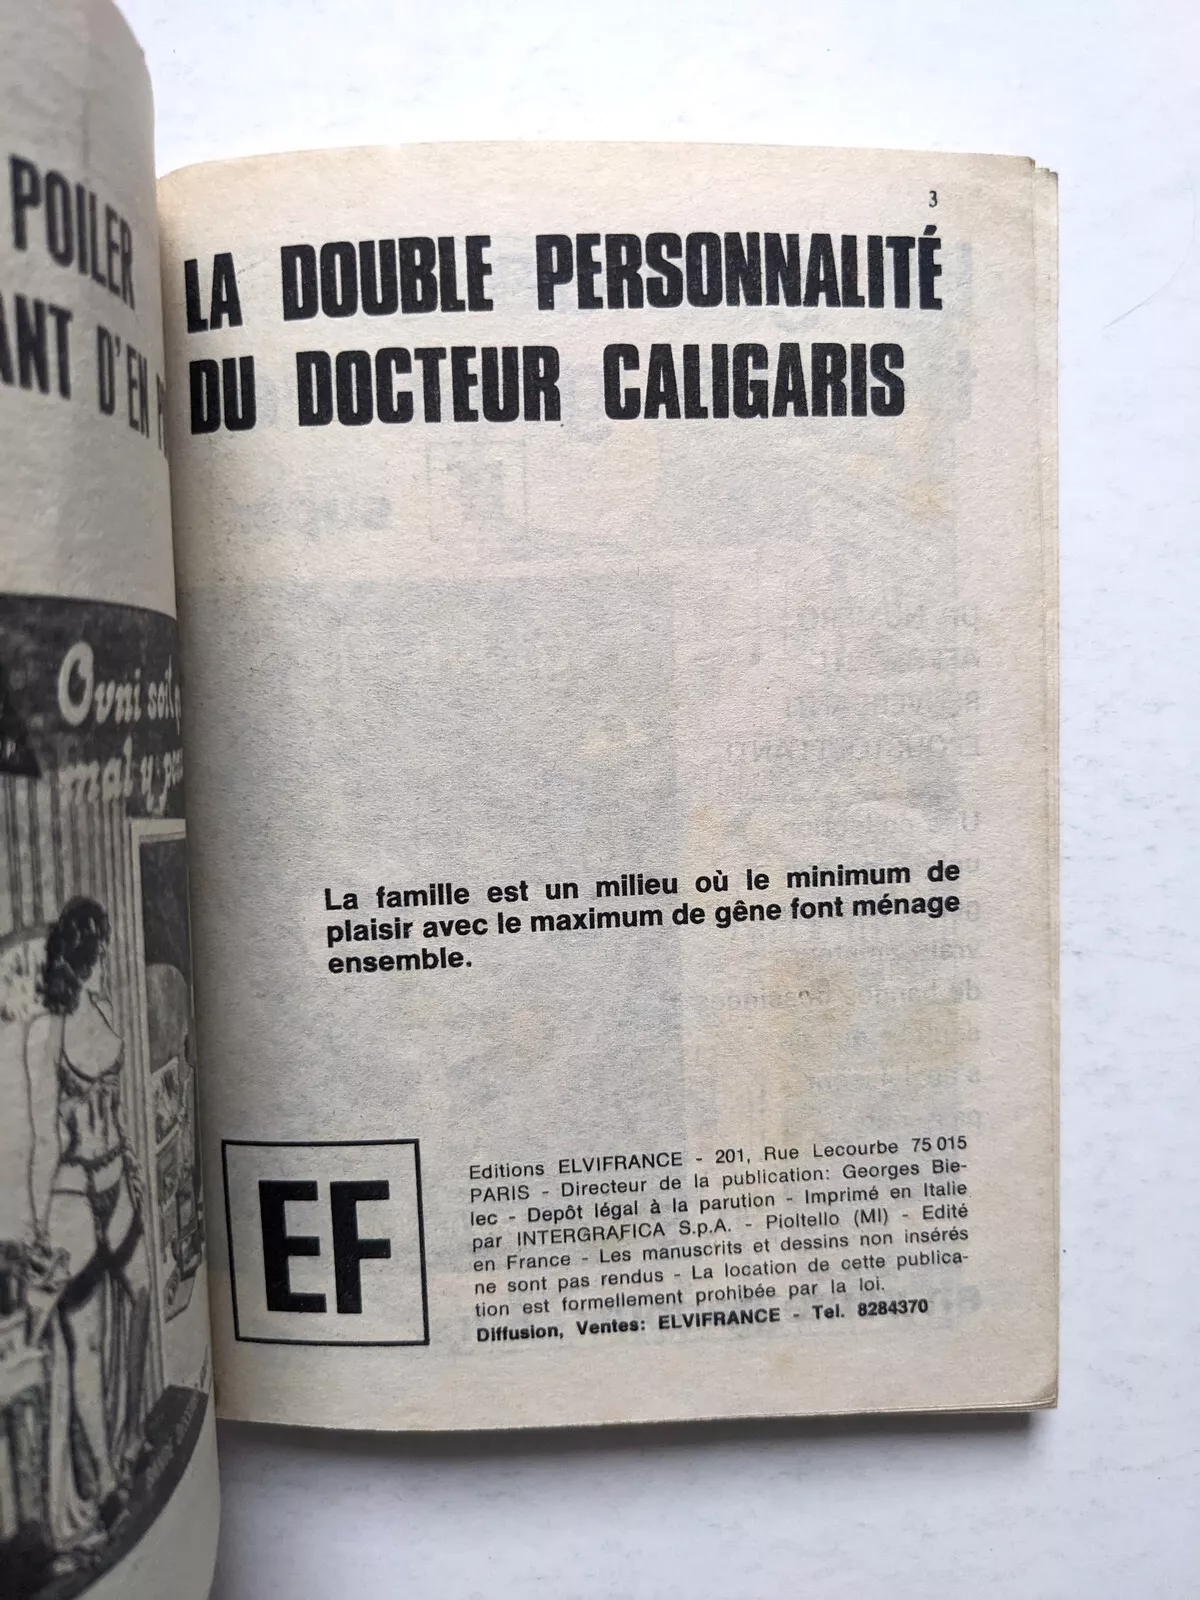 POILER
ANT D'EN
Ovni soit
mal y
3
LA DOUBLE PERSONNALITÉ
DU DOCTEUR CALIGARIS
La famille est un milieu où le minimum de
plaisir avec le maximum de gêne font ménage
ensemble.
EF
Editions ELVIFRANCE - 201, Rue Lecourbe 75 015
PARIS - Directeur de la publication: Georges Bie-
lec - Depôt légal à la parution - Imprimé en Italie
par INTERGRAFICA S.p.A. - Pioltello (MI) - Edité
en France - Les manuscrits et dessins non insérés
ne sont pas rendus - La location de cette publica-
tion est formellement prohibée par la loi.
Diffusion, Ventes: ELVIFRANCE - Tel. 8284370